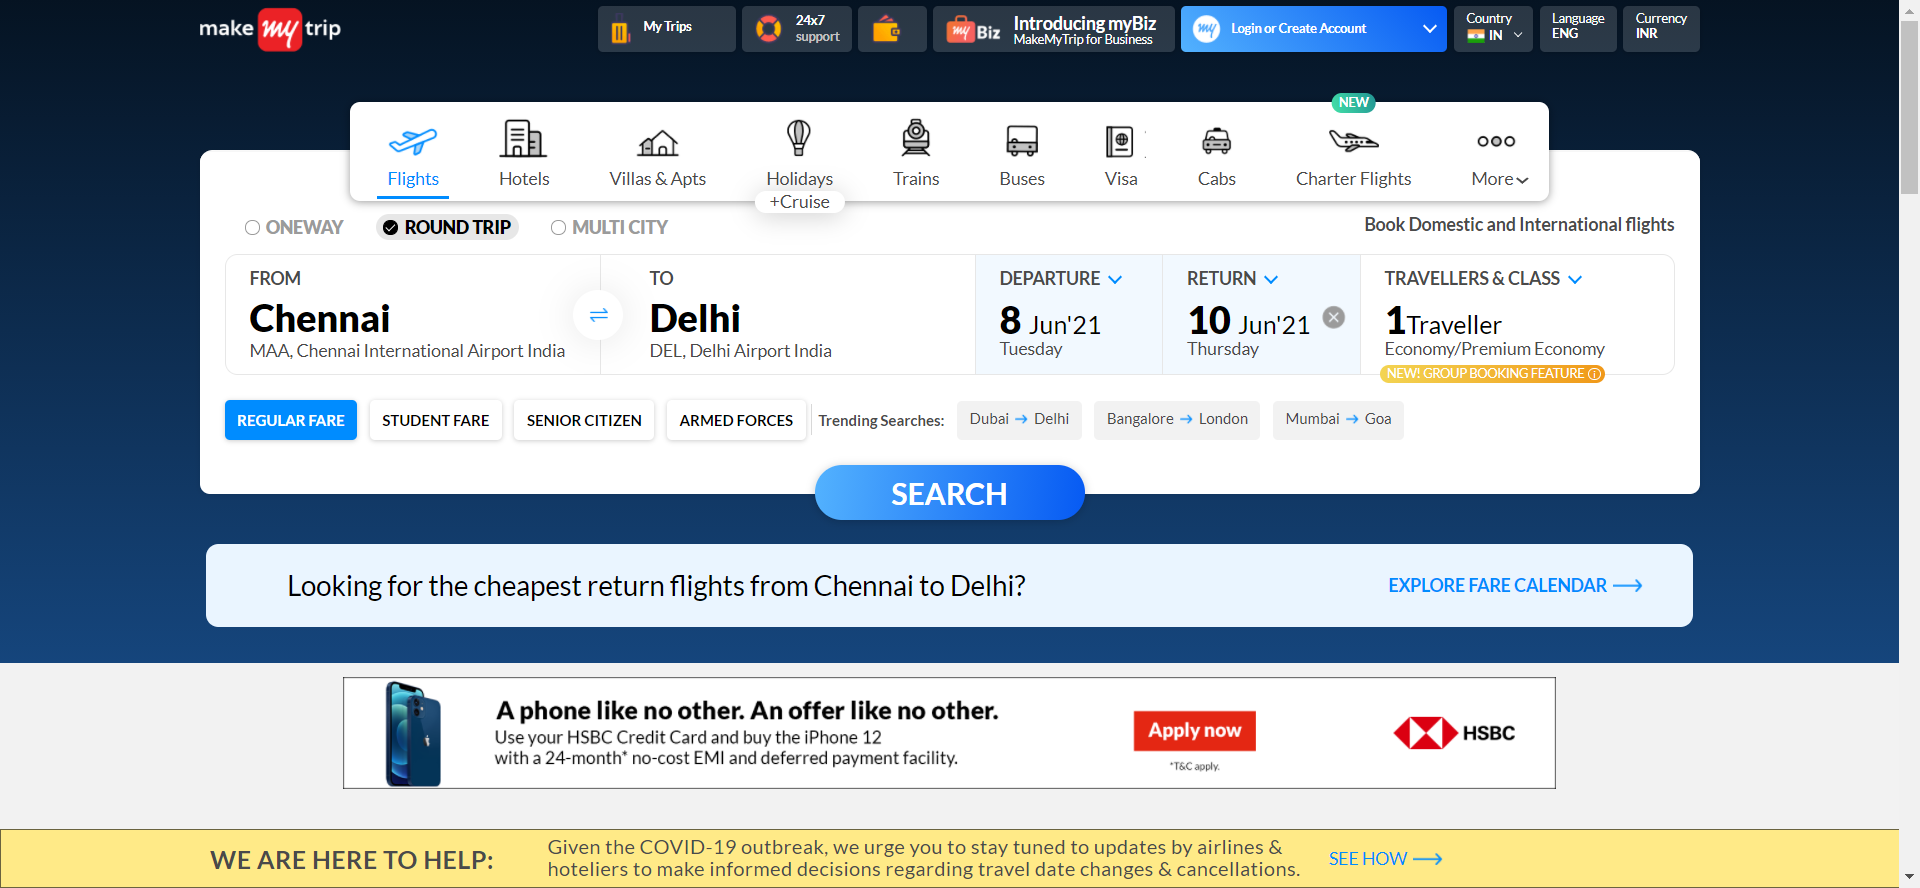 make my trip
My Trips
24x7
support
my Biz
Introducing myBiz
MakeMyTrip for Business
my
Login or Create Account
Country
IN
Language
ENG
Currency
INR
NEW
Flights
Hotels
Villas & Apts
Holidays
+Cruise
Trains
Buses
Visa
Cabs
Charter Flights
More
ONEWAY
ROUND TRIP
MULTI CITY
Book Domestic and International flights
FROM
Chennai
MAA, Chennai International Airport India
TO
Delhi
DEL, Delhi Airport India
DEPARTURE
8 Jun'21
Tuesday
RETURN
10 Jun'21
Thursday
TRAVELLERS & CLASS
1Traveller
Economy/Premium Economy
NEW! GROUP BOOKING FEATURE
REGULAR FARE
STUDENT FARE
SENIOR CITIZEN
ARMED FORCES
Trending Searches:
Dubai → Delhi
Bangalore → London
Mumbai → Goa
SEARCH
Looking for the cheapest return flights from Chennai to Delhi?
EXPLORE FARE CALENDAR
A phone like no other. An offer like no other.
Use your HSBC Credit Card and buy the iPhone 12
with a 24-month* no-cost EMI and deferred payment facility.
Apply now
*T&C apply.
HSBC
WE ARE HERE TO HELP:
Given the COVID-19 outbreak, we urge you to stay tuned to updates by airlines &
hoteliers to make informed decisions regarding travel date changes & cancellations.
SEE HOW